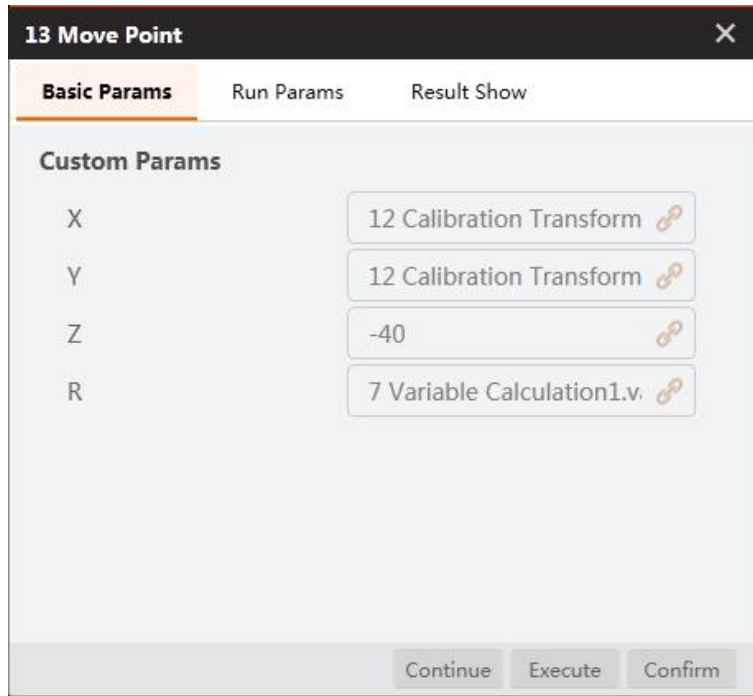 13 Move Point
Basic Params Run Params Result Show
Custom Params
X 12 Calibration Transform
Y 12 Calibration Transform
Z -40
R 7 Variable Calculation1.v
Continue Execute Confirm